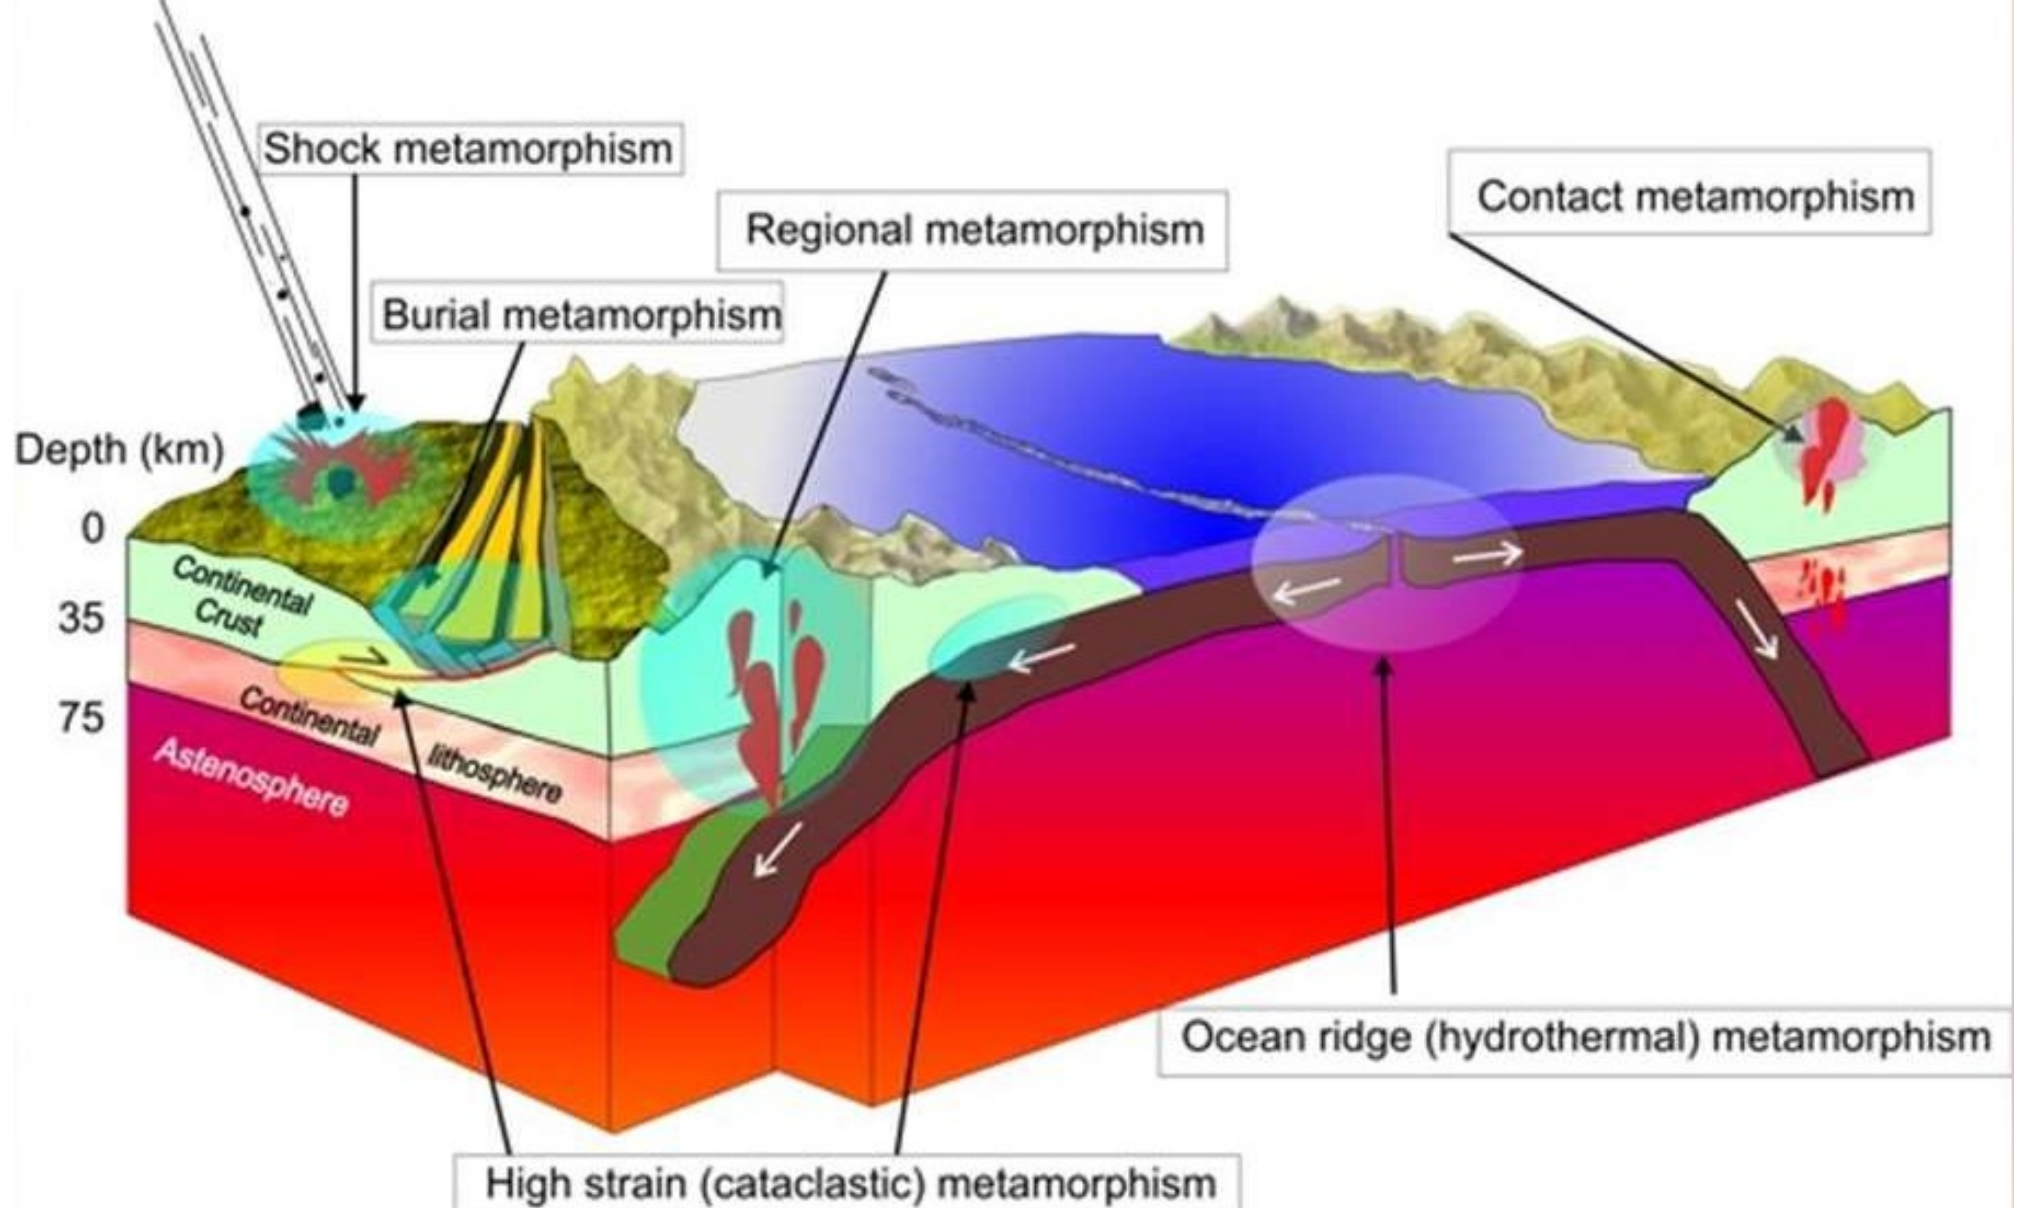 Shock metamorphism
Contact metamorphism
Regional metamorphism
Burial metamorphism
Depth (km)
0
35
75
Continental
Crust
Continental lithosphere
Astenosphere
Ocean ridge (hydrothermal) metamorphism
High strain (cataclastic) metamorphism